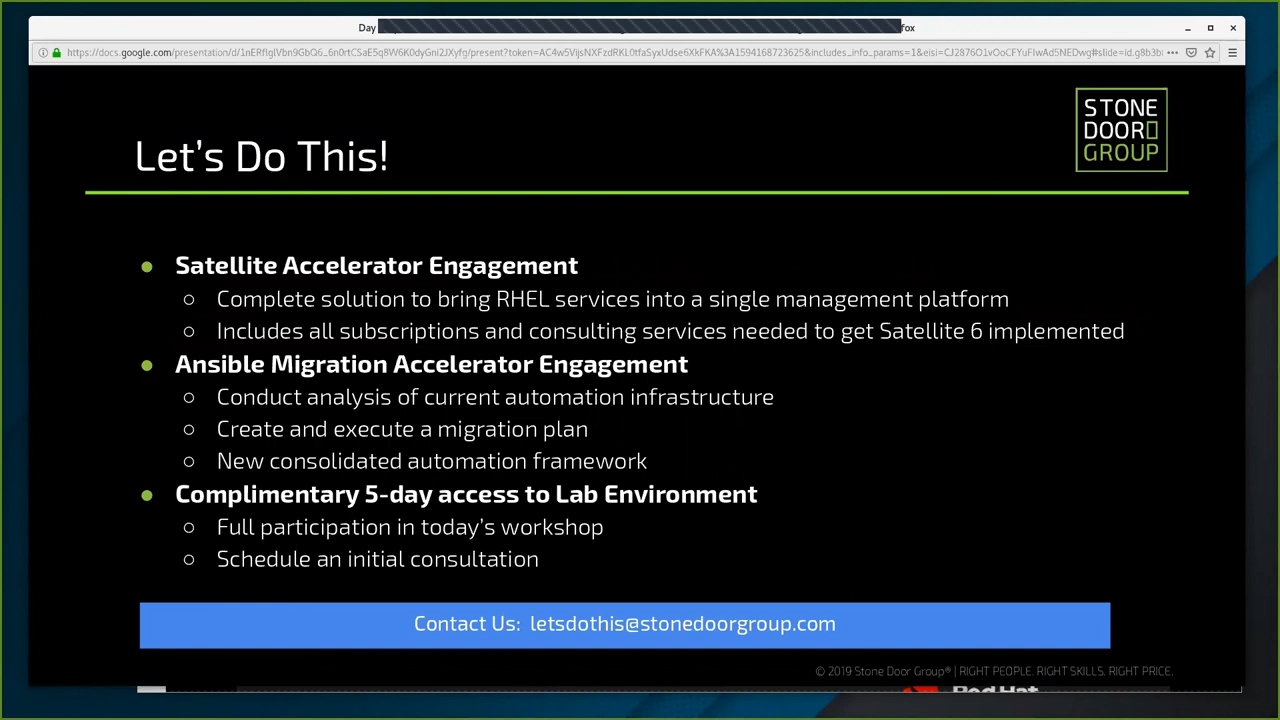 Day
fox
STONE
DOOR
GROUP
Let's Do This!
● Satellite Accelerator Engagement
○ Complete solution to bring RHEL services into a single management platform
○ Includes all subscriptions and consulting services needed to get Satellite 6 implemented
● Ansible Migration Accelerator Engagement
○ Conduct analysis of current automation infrastructure
○ Create and execute a migration plan
○ New consolidated automation framework
● Complimentary 5-day access to Lab Environment
○ Full participation in today's workshop
○ Schedule an initial consultation
Contact Us: letsdothis@stonedoorgroup.com
© 2019 Stone Door Group® | RIGHT PEOPLE. RIGHT SKILLS. RIGHT PRICE.
Red Hat